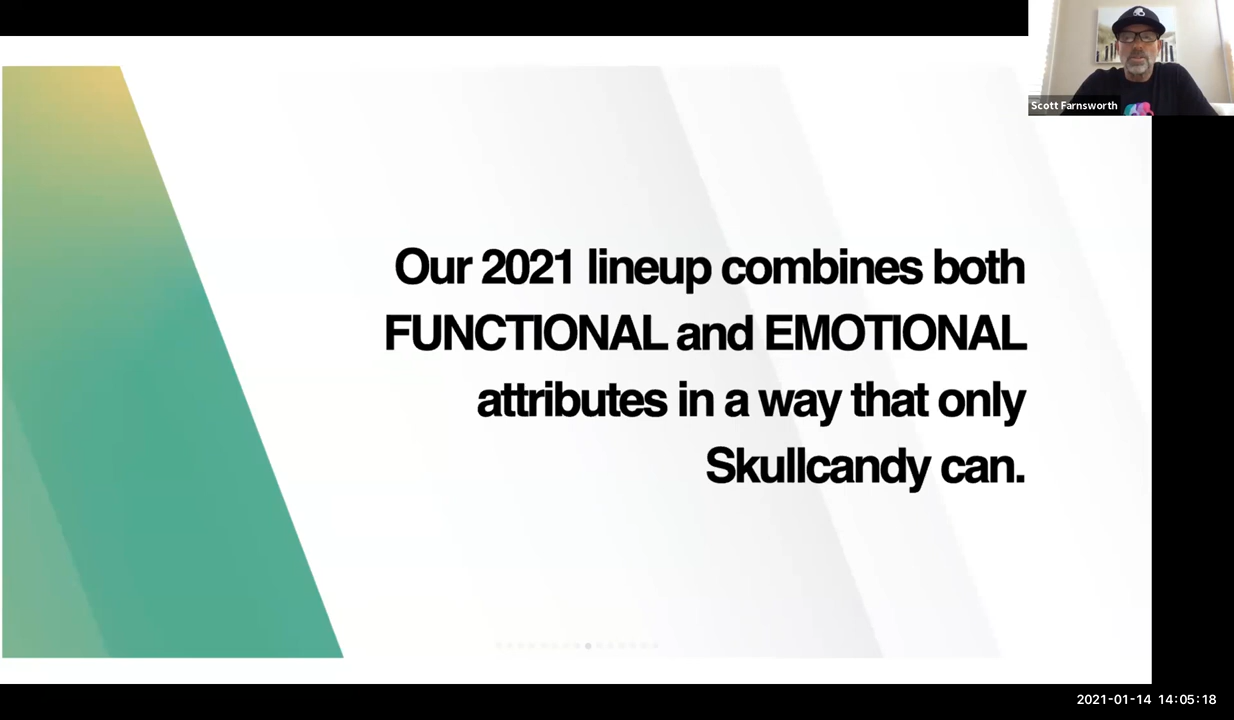 Scott Farnsworth
Our 2021 lineup combines both
FUNCTIONAL and EMOTIONAL
attributes in a way that only
Skullcandy can.
2021-01-14 14:05:18